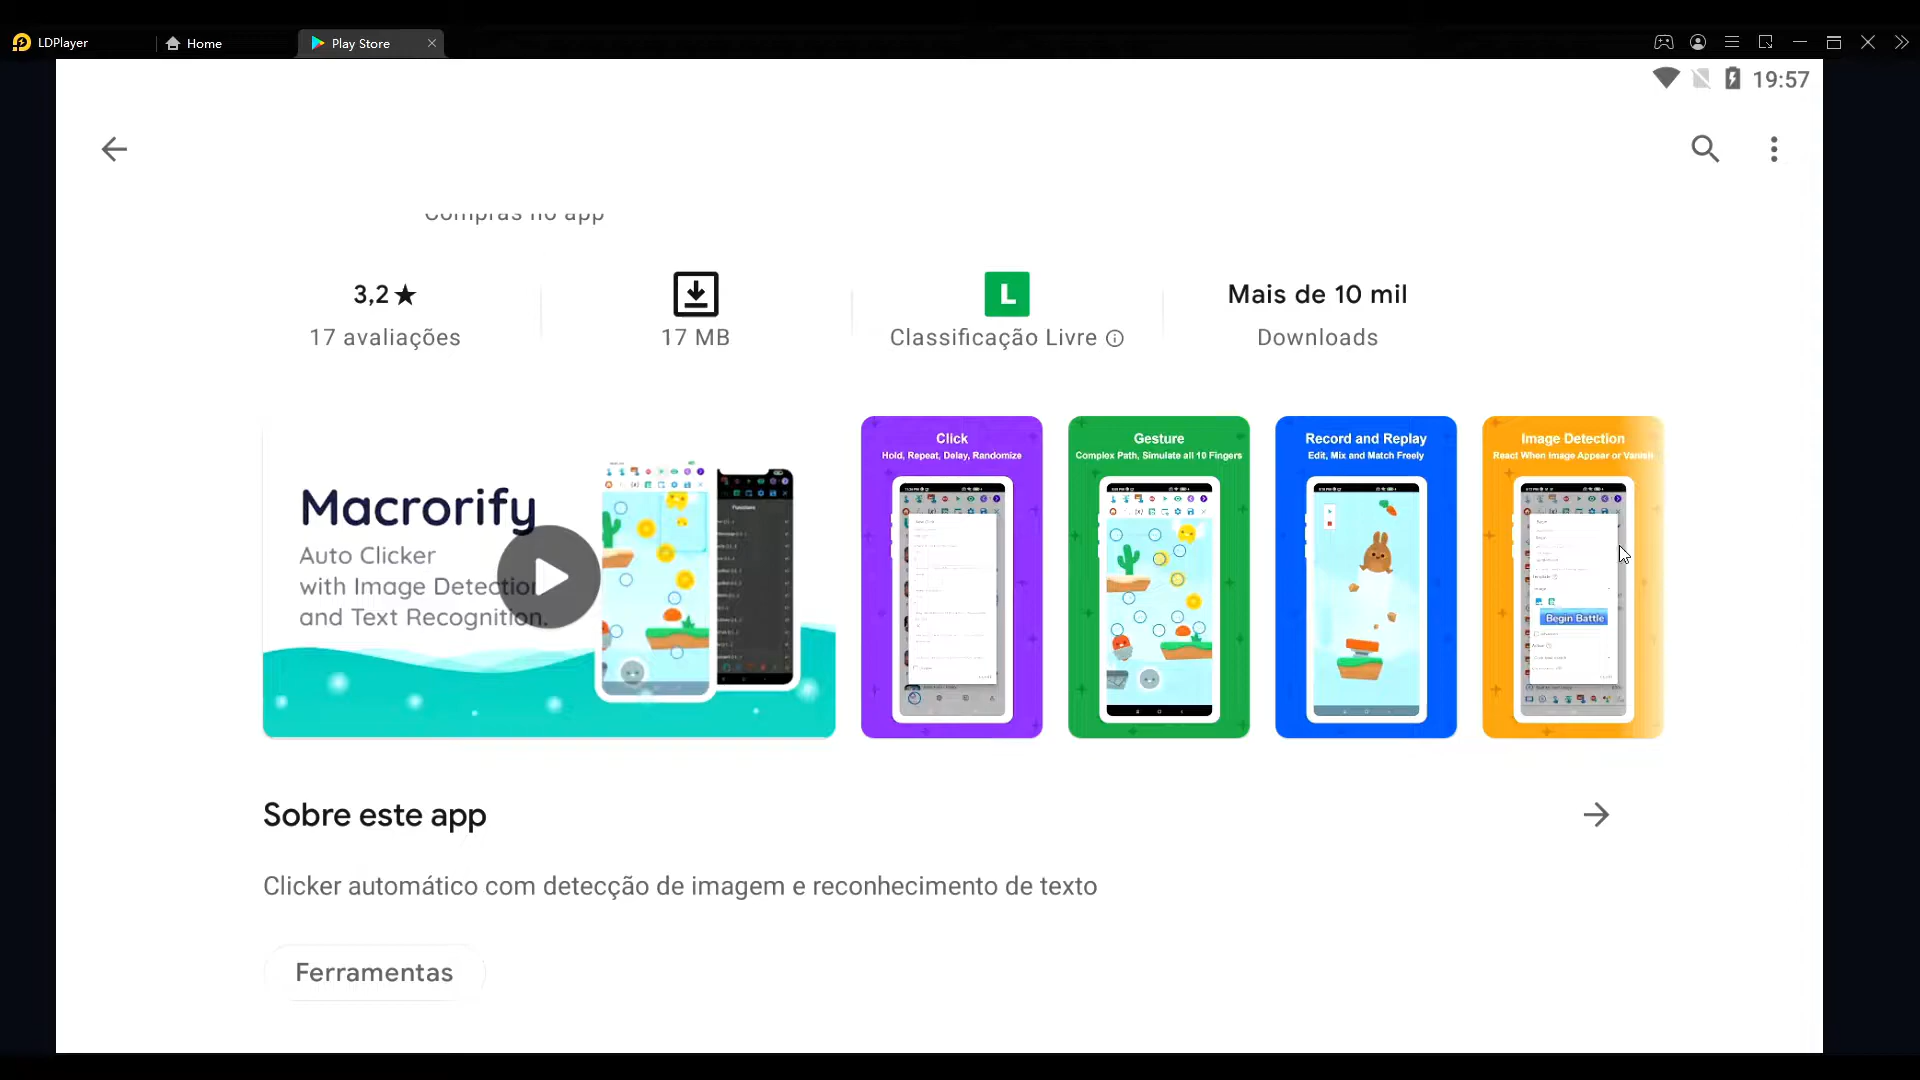 LDPlayer
Home
Play Store
19:57
Compras no app
3,2★
17 avaliações
17 MB
L
Classificação Livre
Mais de 10 mil
Downloads
Macrorify
Auto Clicker
with Image Detection
and Text Recognition.
Click
Hold, Repeat, Delay, Randomize
Gesture
Complex Path, Simulate all 10 Fingers
Record and Replay
Edit, Mix and Match Freely
Image Detection
React When Image Appear or Vanish
Begin Battle
Sobre este app
Clicker automático com detecção de imagem e reconhecimento de texto
Ferramentas